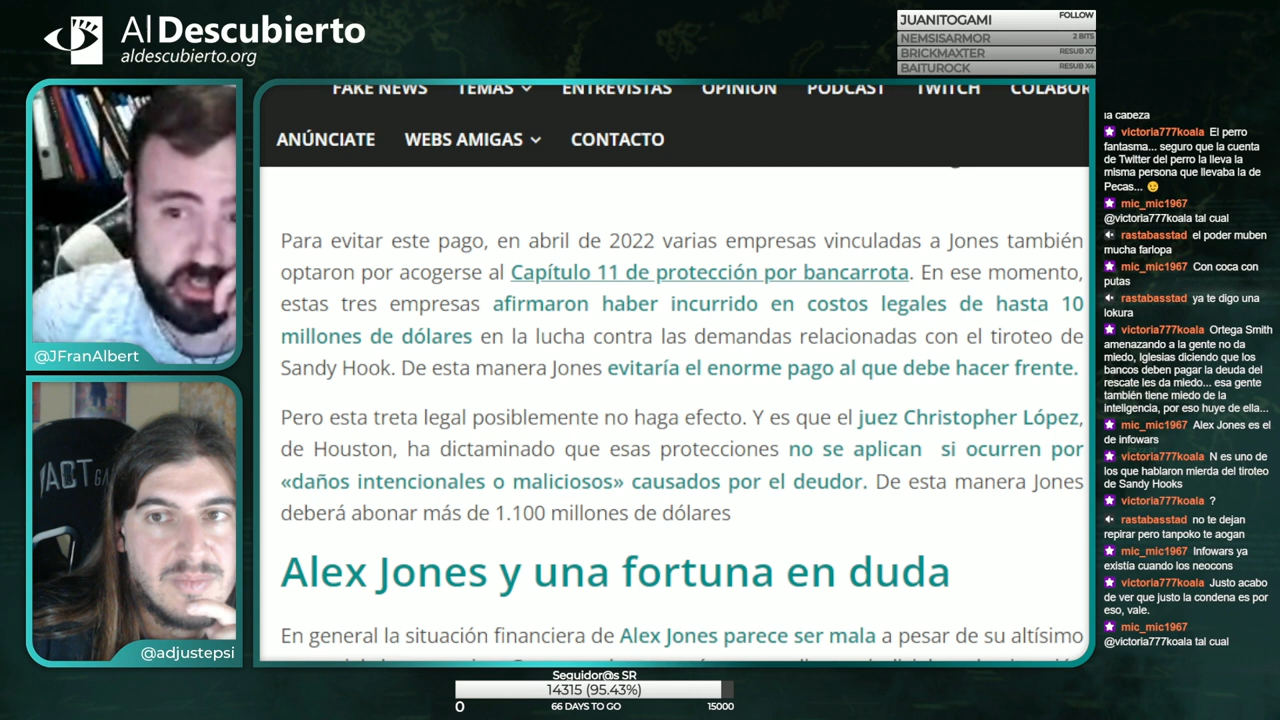 Al Descubierto
aldescubierto.org
JUANITOGAMI FOLLOW
NEMSISARMOR 2 BITS
BRICKMAXTER RESUB X7
BAITUROCK RESUB X4
FAKE NEWS TEMAS ENTREVISTAS OPINIÓN PODCAST TWITCH COLABOR
ANÚNCIATE WEBS AMIGAS CONTACTO
Para evitar este pago, en abril de 2022 varias empresas vinculadas a Jones también
optaron por acogerse al Capítulo 11 de protección por bancarrota. En ese momento,
estas tres empresas afirmaron haber incurrido en costos legales de hasta 10
millones de dólares en la lucha contra las demandas relacionadas con el tiroteo de
Sandy Hook. De esta manera Jones evitaría el enorme pago al que debe hacer frente.
Pero esta treta legal posiblemente no haga efecto. Y es que el juez Christopher López,
de Houston, ha dictaminado que esas protecciones no se aplican si ocurren por
«daños intencionales o maliciosos» causados por el deudor. De esta manera Jones
deberá abonar más de 1.100 millones de dólares
Alex Jones y una fortuna en duda
En general la situación financiera de Alex Jones parece ser mala a pesar de su altísimo
@JFranAlbert
@adjustepsi
la cabeza
victoria777koala El perro
fantasma... seguro que la cuenta
de Twitter del perro la lleva la
misma persona que llevaba la de
Pecas...
mic_mic1967
@victoria777koala tal cual
rastabasstad el poder muben
mucha farlopa
mic_mic1967 Con coca con
putas
rastabasstad ya te digo una
lokura
victoria777koala Ortega Smith
amenazando a la gente no da
miedo, Iglesias diciendo que los
bancos deben pagar la deuda del
rescate les da miedo... esa gente
también tiene miedo de la
inteligencia, por eso huye de ella...
mic_mic1967 Alex Jones es el
de infowars
victoria777koala N es uno de
los que hablaron mierda del tiroteo
de Sandy Hooks
victoria777koala ?
rastabasstad no te dejan
repirar pero tanpoko te aogan
mic_mic1967 Infowars ya
existía cuando los neocons
victoria777koala Justo acabo
de ver que justo la condena es por
eso, vale.
mic_mic1967
@victoria777koala tal cual
Seguidor@s SR
14315 (95.43%)
0 66 DAYS TO GO 15000